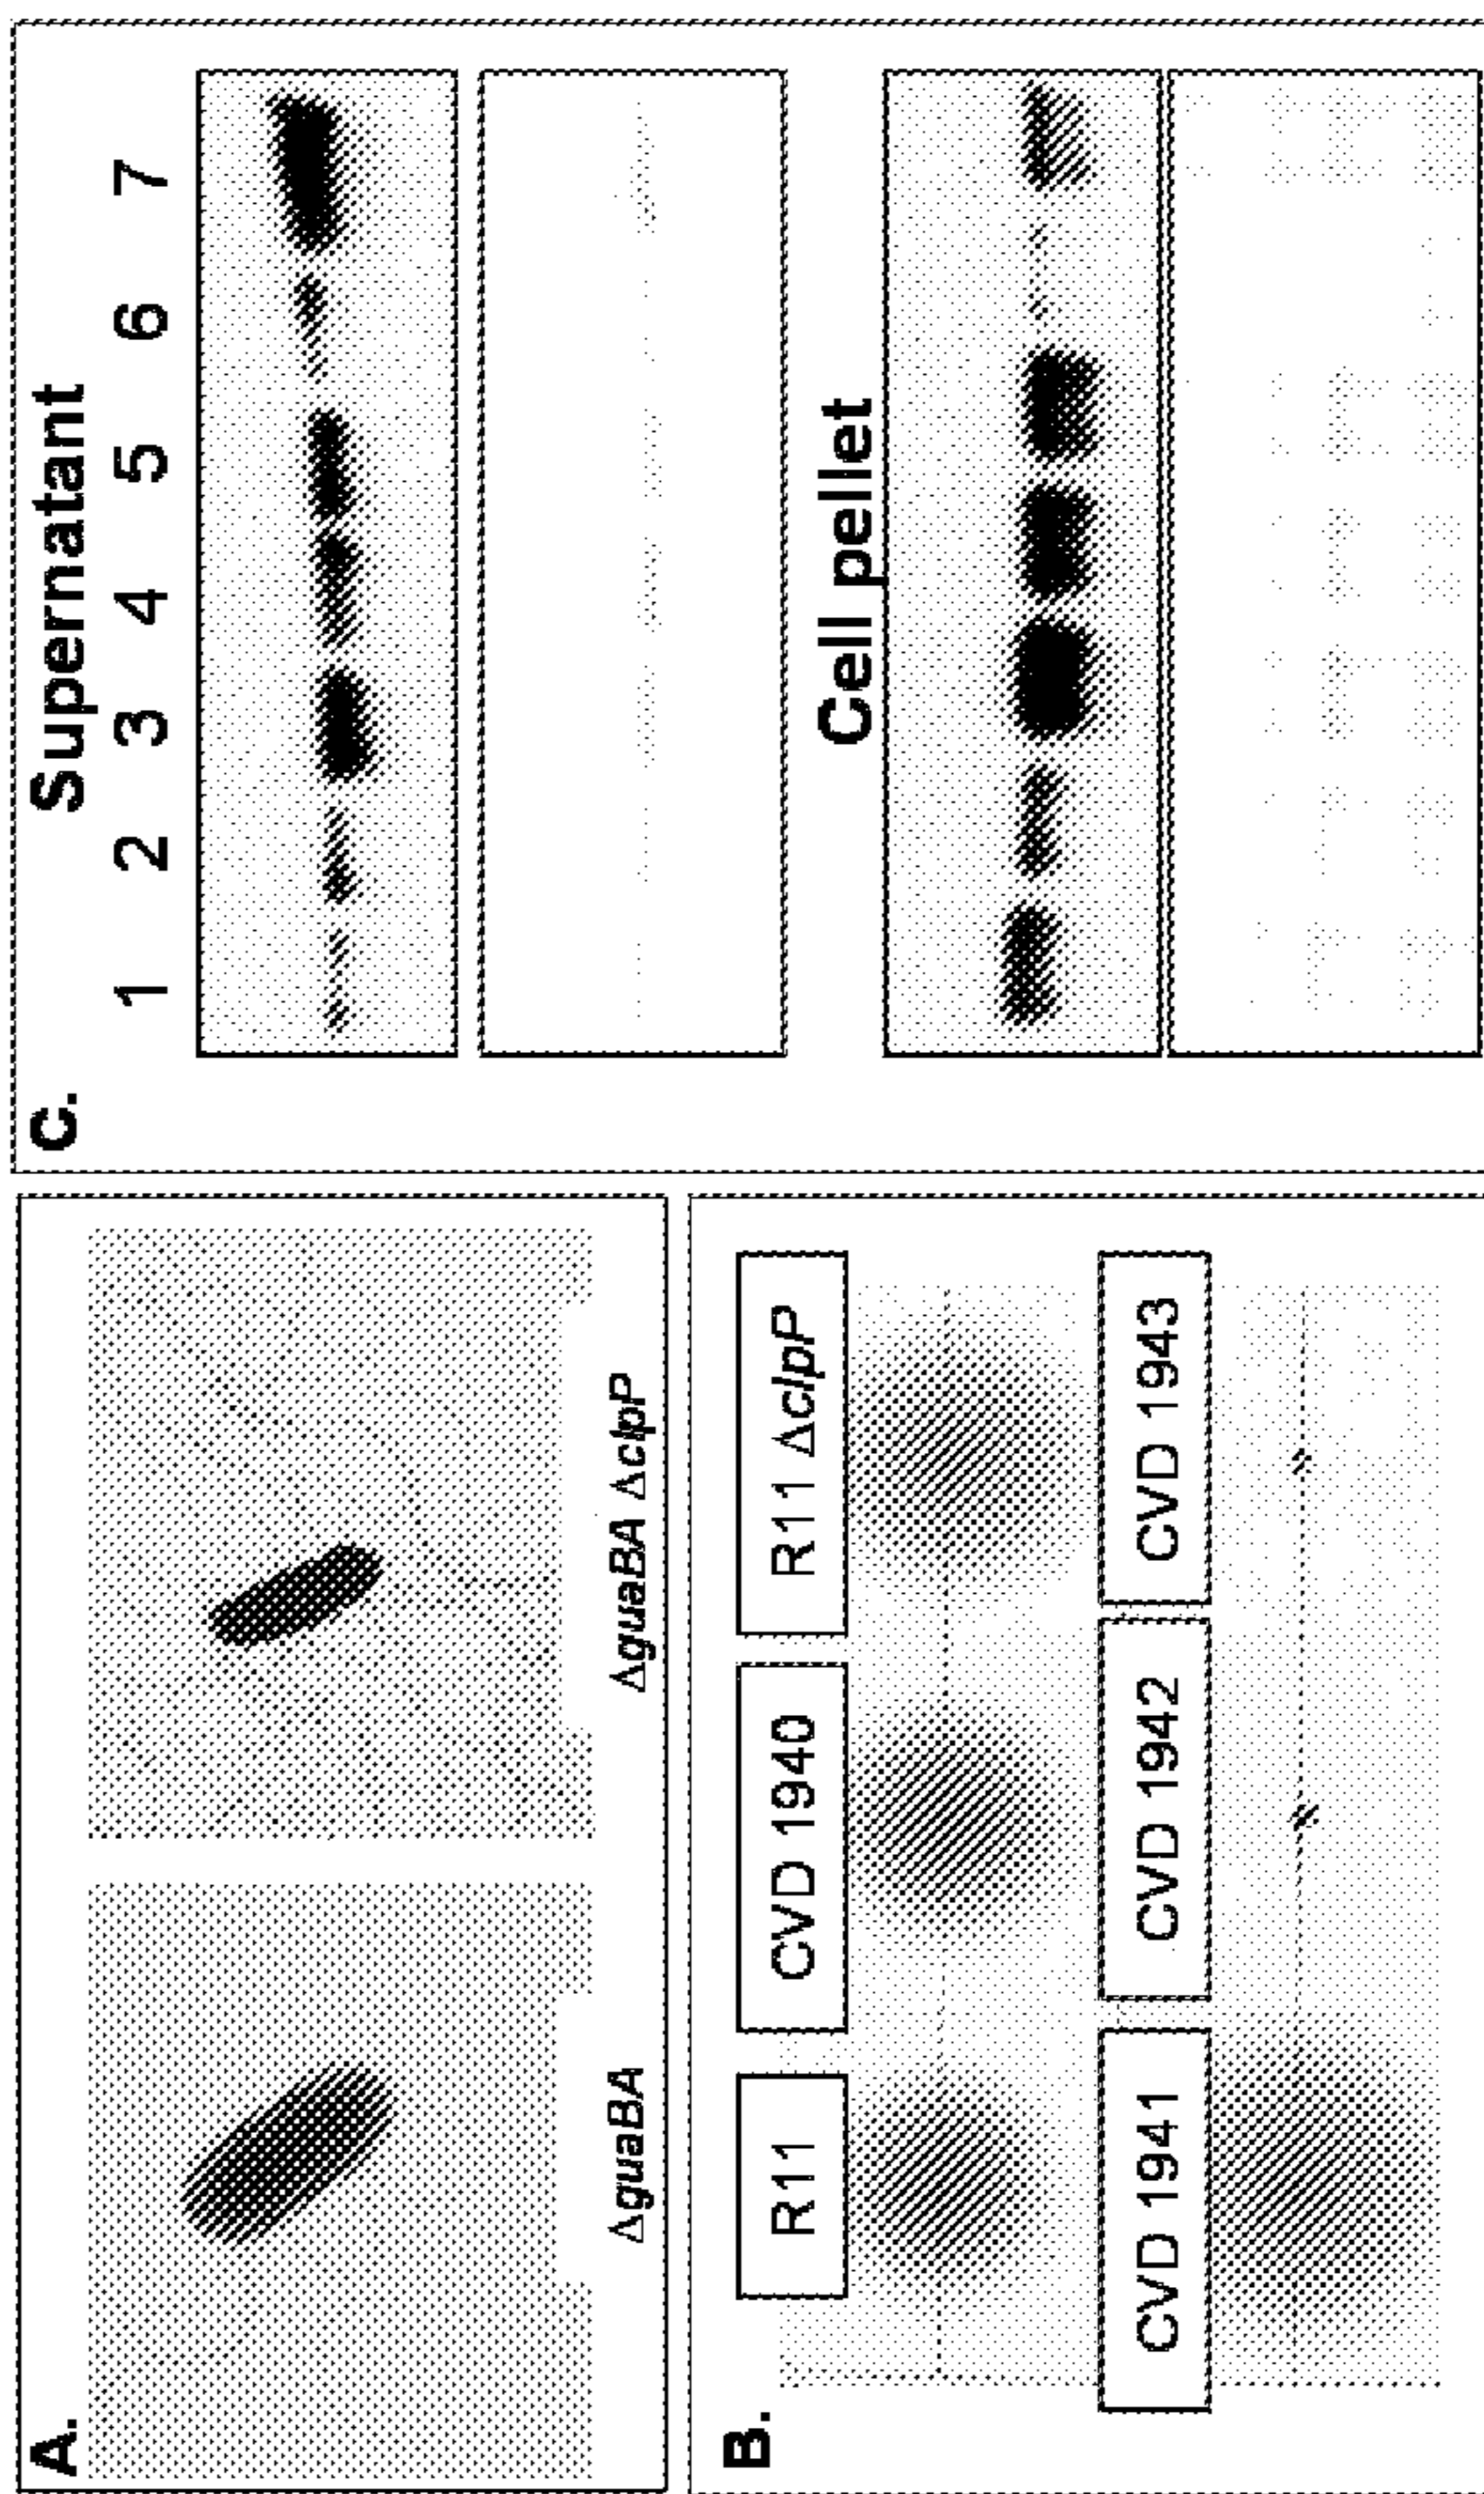 A.
ΔguaBA
ΔguaBA ΔclpP
B.
R11
CVD 1940
R11 ΔclpP
CVD 1941
CVD 1942
CVD 1943
C.
Supernatant
1 2 3 4 5 6 7
Cell pellet